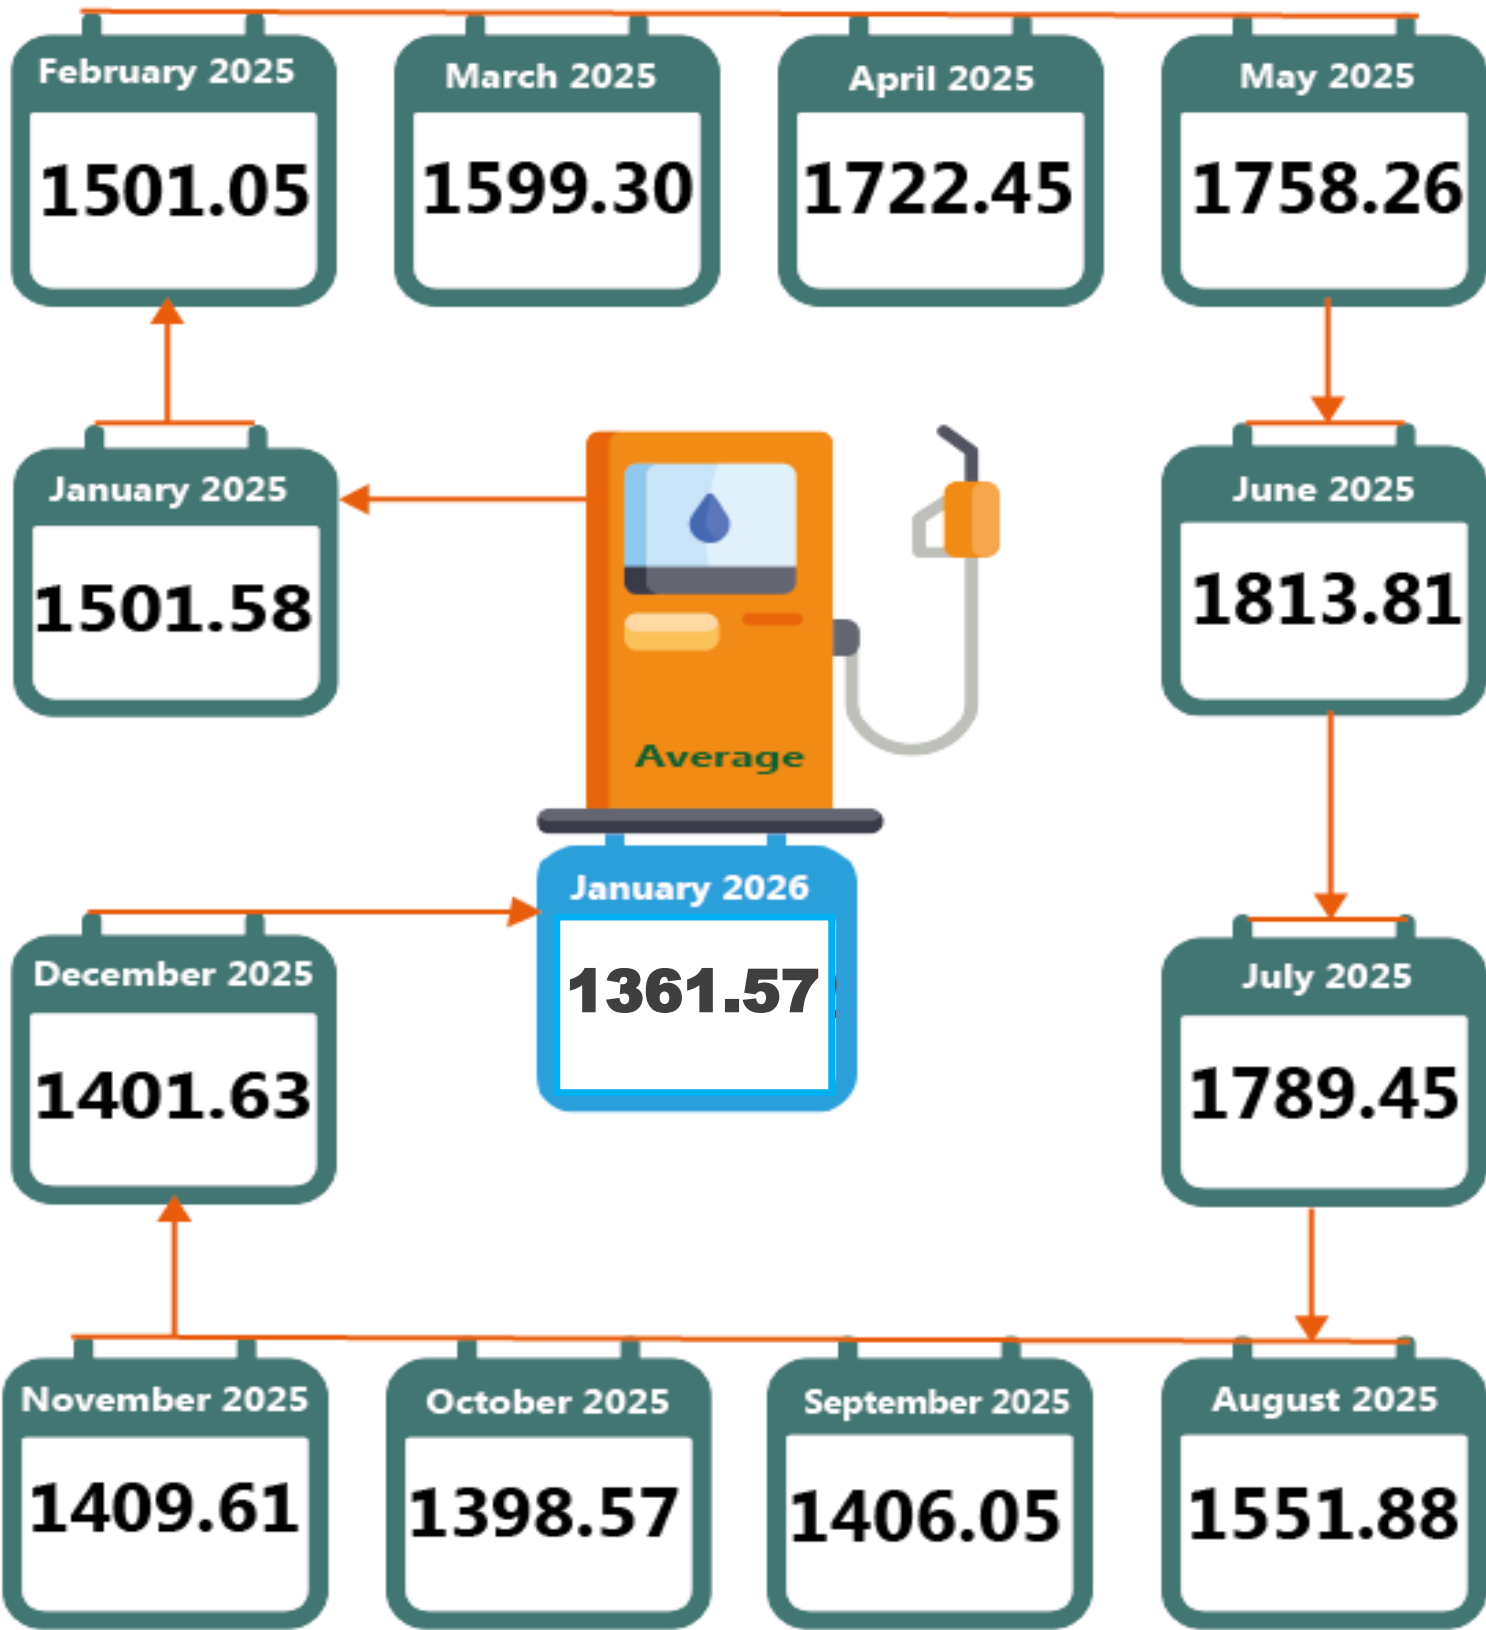 February 2025
1501.05
March 2025
1599.30
April 2025
1722.45
May 2025
1758.26
January 2025
1501.58
June 2025
1813.81
Average
January 2026
1361.57
December 2025
1401.63
July 2025
1789.45
November 2025
1409.61
October 2025
1398.57
September 2025
1406.05
August 2025
1551.88